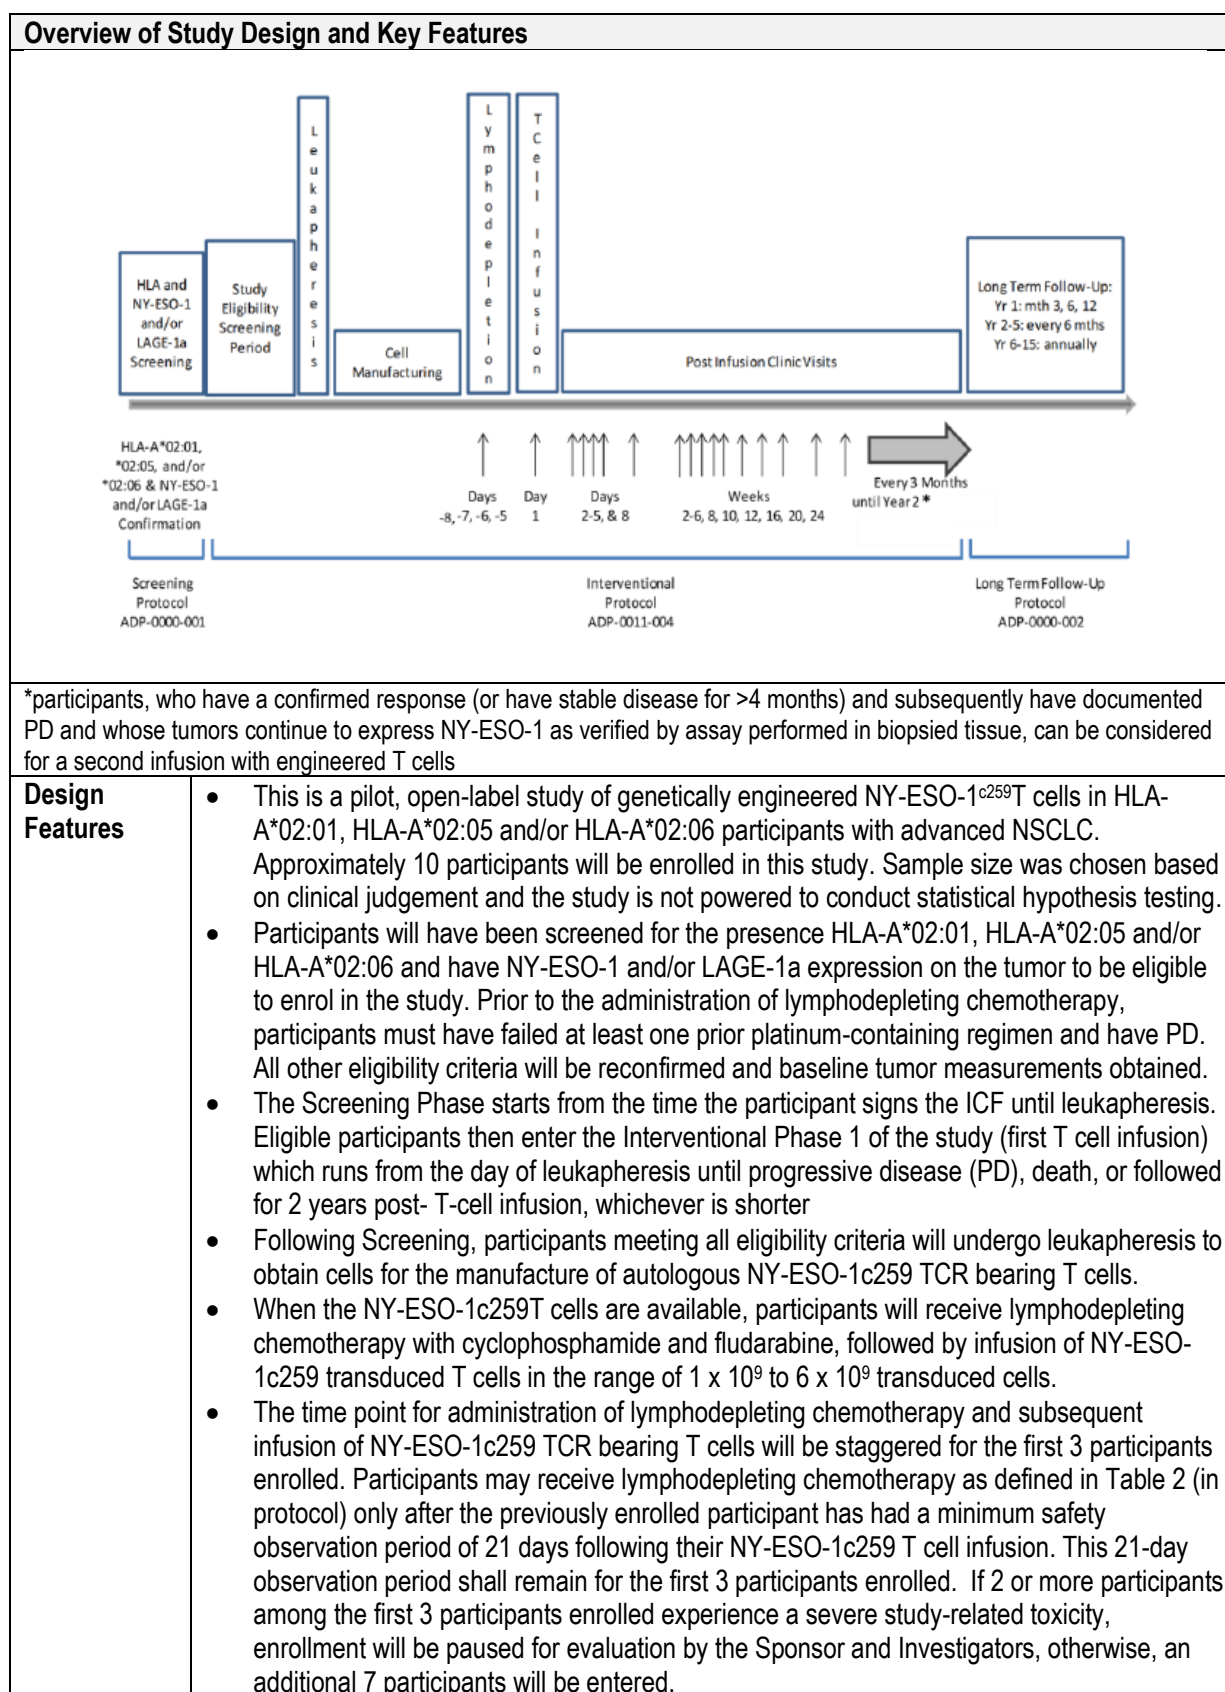 Overview of Study Design and Key Features
Leukapheresis
Lymphodepletion
TCell Infusion
HLA and
NY-ESO-1
and/or
LAGE-1a
Screening
Study
Eligibility
Screening
Period
Cell
Manufacturing
Post Infusion Clinic Visits
Long Term Follow-Up:
Yr 1: mth 3, 6, 12
Yr 2-5: every 6 mths
Yr 6-15: annually
HLA-A*02:01,
*02:05, and/or
*02:06 & NY-ESO-1
and/or LAGE-1a
Confirmation
Days
-8, -7, -6, -5
Day
1
Days
2-5, & 8
Weeks
2-6, 8, 10, 12, 16, 20, 24
Every 3 Months
until Year 2 *
Screening
Protocol
ADP-0000-001
Interventional
Protocol
ADP-0011-004
Long Term Follow-Up
Protocol
ADP-0000-002
*participants, who have a confirmed response (or have stable disease for >4 months) and subsequently have documented
PD and whose tumors continue to express NY-ESO-1 as verified by assay performed in biopsied tissue, can be considered
for a second infusion with engineered T cells
Design
Features
• This is a pilot, open-label study of genetically engineered NY-ESO-1ᶜ²⁵⁹T cells in HLA-
A*02:01, HLA-A*02:05 and/or HLA-A*02:06 participants with advanced NSCLC.
Approximately 10 participants will be enrolled in this study. Sample size was chosen based
on clinical judgement and the study is not powered to conduct statistical hypothesis testing.
• Participants will have been screened for the presence HLA-A*02:01, HLA-A*02:05 and/or
HLA-A*02:06 and have NY-ESO-1 and/or LAGE-1a expression on the tumor to be eligible
to enrol in the study. Prior to the administration of lymphodepleting chemotherapy,
participants must have failed at least one prior platinum-containing regimen and have PD.
All other eligibility criteria will be reconfirmed and baseline tumor measurements obtained.
• The Screening Phase starts from the time the participant signs the ICF until leukapheresis.
Eligible participants then enter the Interventional Phase 1 of the study (first T cell infusion)
which runs from the day of leukapheresis until progressive disease (PD), death, or followed
for 2 years post- T-cell infusion, whichever is shorter
• Following Screening, participants meeting all eligibility criteria will undergo leukapheresis to
obtain cells for the manufacture of autologous NY-ESO-1c259 TCR bearing T cells.
• When the NY-ESO-1c259T cells are available, participants will receive lymphodepleting
chemotherapy with cyclophosphamide and fludarabine, followed by infusion of NY-ESO-
1c259 transduced T cells in the range of 1 x 10⁹ to 6 x 10⁹ transduced cells.
• The time point for administration of lymphodepleting chemotherapy and subsequent
infusion of NY-ESO-1c259 TCR bearing T cells will be staggered for the first 3 participants
enrolled. Participants may receive lymphodepleting chemotherapy as defined in Table 2 (in
protocol) only after the previously enrolled participant has had a minimum safety
observation period of 21 days following their NY-ESO-1c259 T cell infusion. This 21-day
observation period shall remain for the first 3 participants enrolled. If 2 or more participants
among the first 3 participants enrolled experience a severe study-related toxicity,
enrollment will be paused for evaluation by the Sponsor and Investigators, otherwise, an
additional 7 participants will be entered.